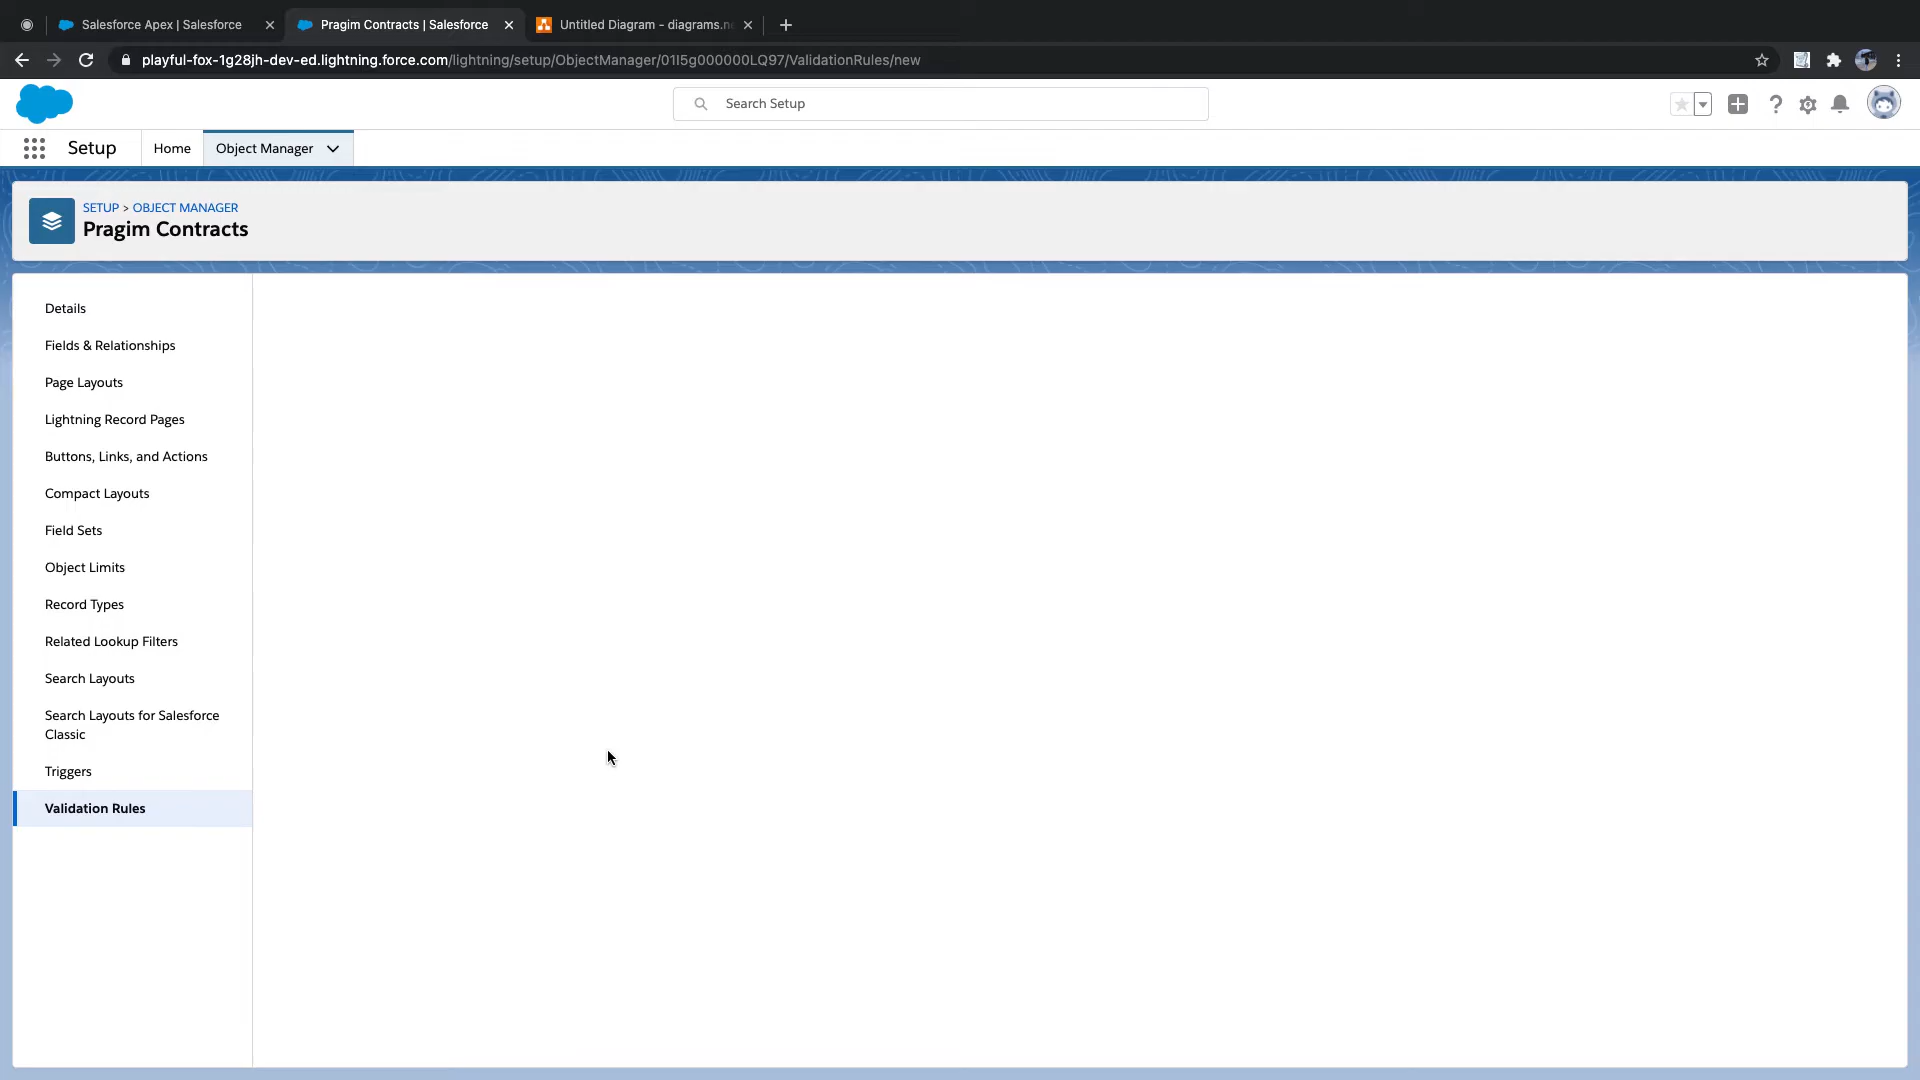 Salesforce Apex | Salesforce
Pragim Contracts | Salesforce
Untitled Diagram - diagrams.n
playful-fox-1g28jh-dev-ed.lightning.force.com/lightning/setup/ObjectManager/01I5g000000LQ97/ValidationRules/new
Search Setup
Setup
Home
Object Manager
SETUP > OBJECT MANAGER
Pragim Contracts
Details
Fields & Relationships
Page Layouts
Lightning Record Pages
Buttons, Links, and Actions
Compact Layouts
Field Sets
Object Limits
Record Types
Related Lookup Filters
Search Layouts
Search Layouts for Salesforce
Classic
Triggers
Validation Rules